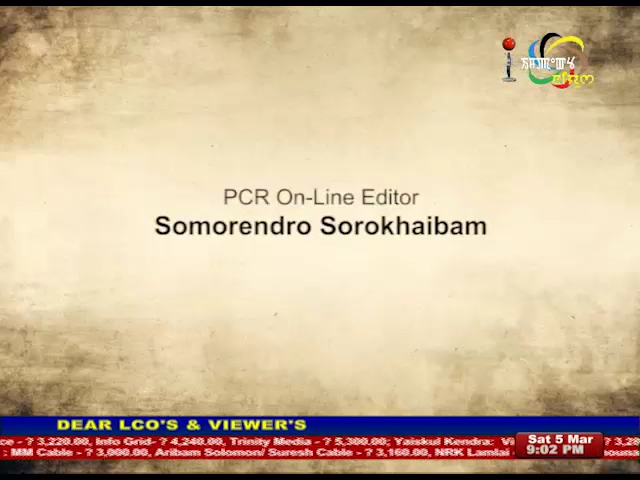 PCR On-Line Editor
Somorendro Sorokhaibam
DEAR LCO'S & VIEWER'S
ce - ? 3,220.00, Info Grid- ? 4,240.00, Trinity Media - ? 5,300.00; Yaiskul Kendra:
: MM Cable - ? 3,000.00, Aribam Solomon/ Suresh Cable - ? 3,160.00, NRK Lamlai
Sat 5 Mar
9:02 PM